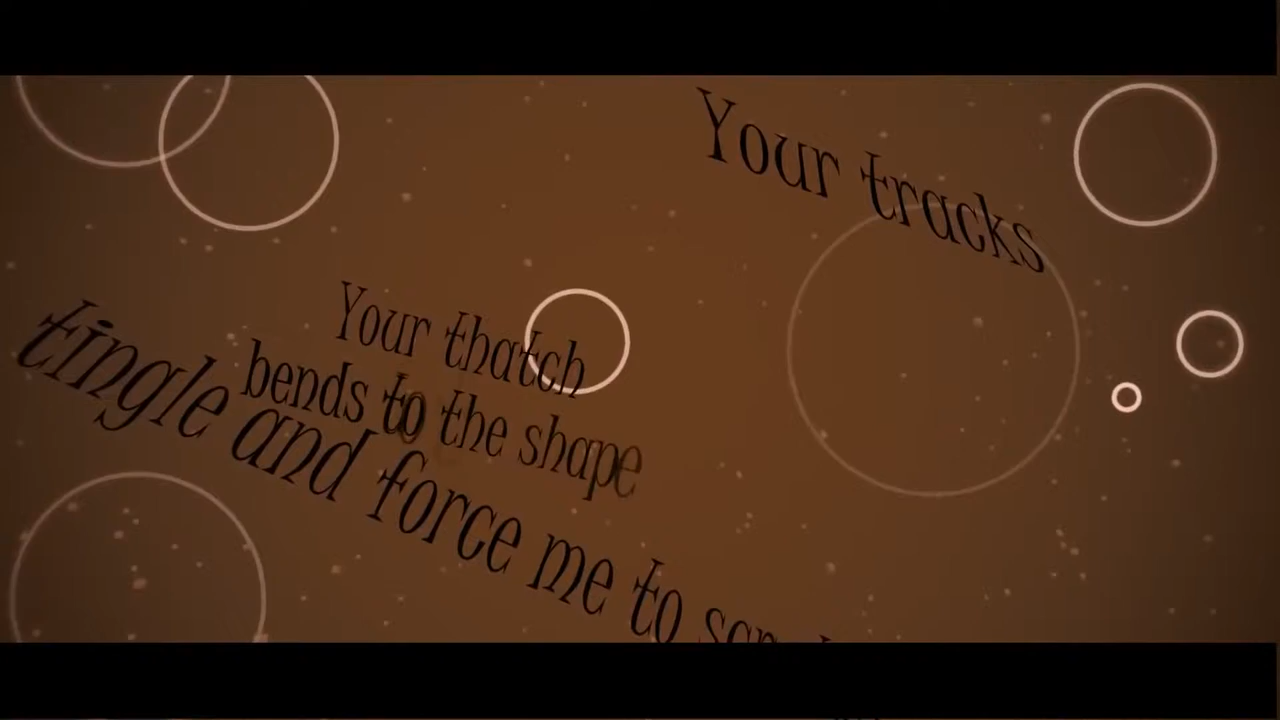 Your tracks
Your thatch
bends to the shape
tingle and force me to